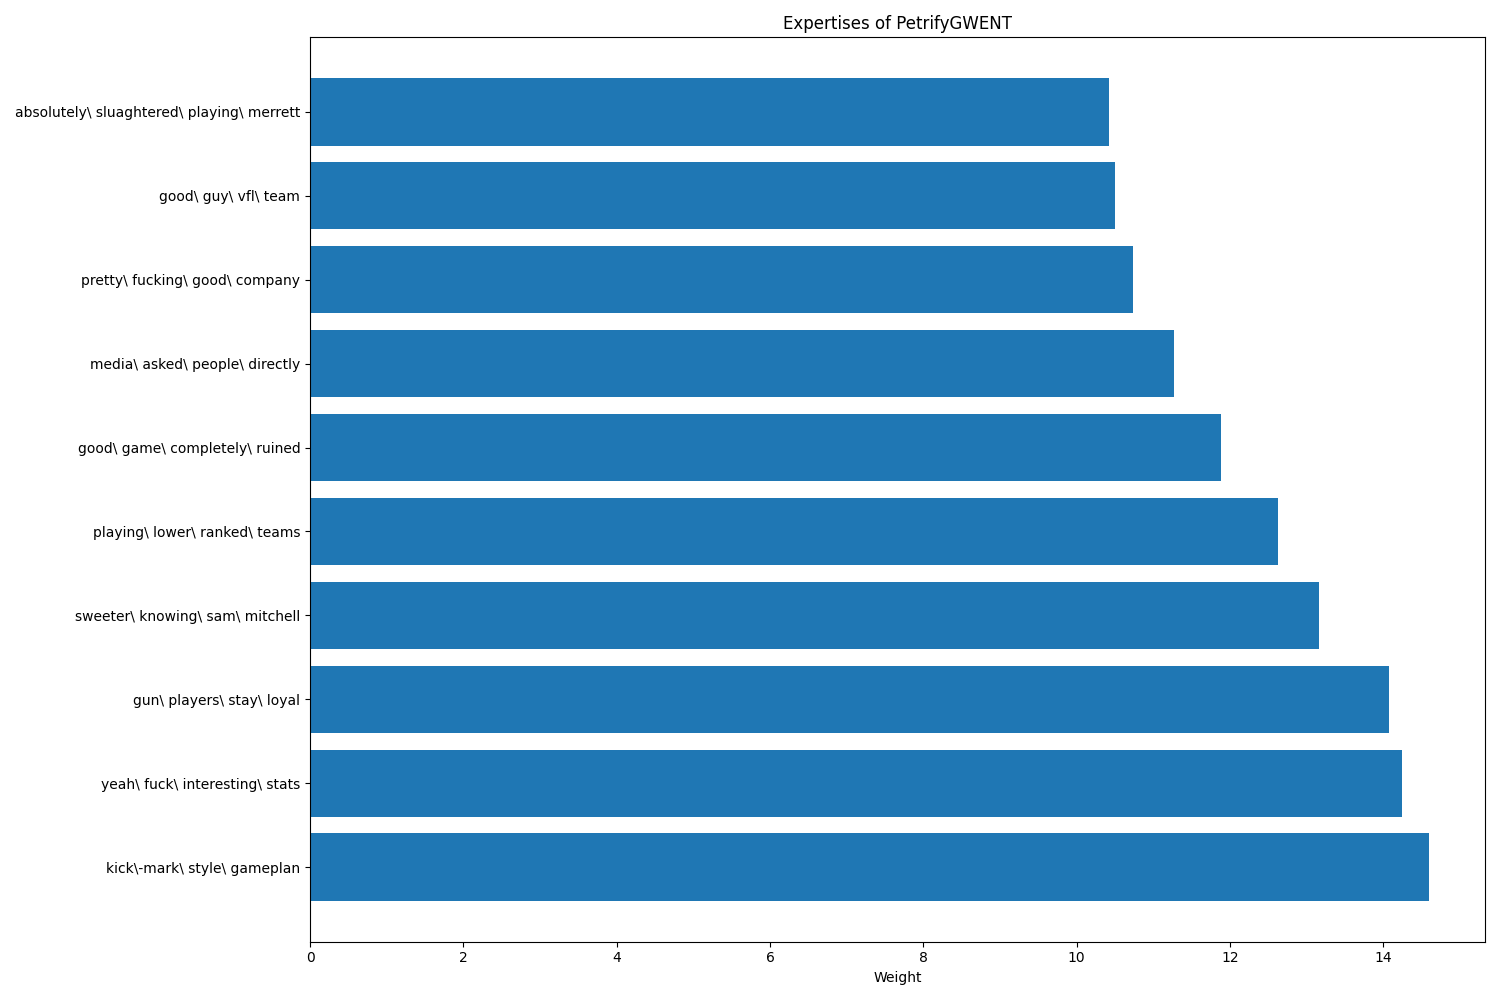 Expertises of PetrifyGWENT
absolutely\ sluaghtered\ playing\ merrett
good\ guy\ vfl\ team
pretty\ fucking\ good\ company
media\ asked\ people\ directly
good\ game\ completely\ ruined
playing\ lower\ ranked\ teams
sweeter\ knowing\ sam\ mitchell
gun\ players\ stay\ loyal
yeah\ fuck\ interesting\ stats
kick\-mark\ style\ gameplan
0 2 4 6 8 10 12 14
Weight